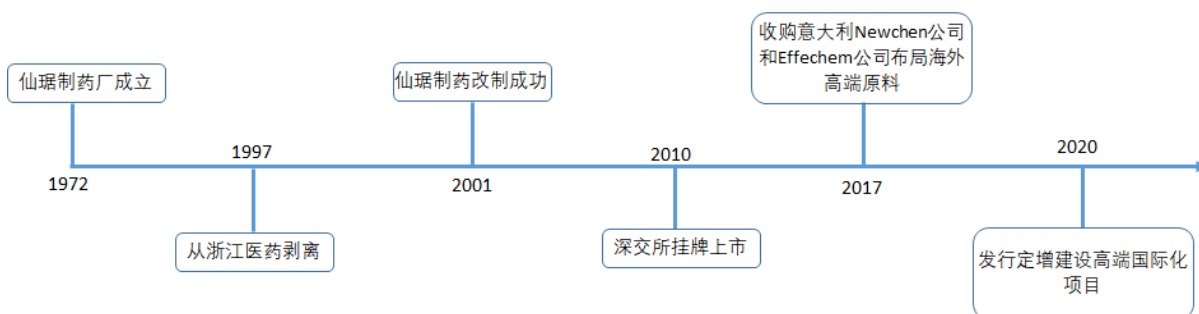 收购意大利Newchen公司
和Effechem公司布局海外
高端原料
仙琚制药厂成立
仙琚制药改制成功
1997
2010
2020
1972
2001
2017
从浙江医药剥离
深交所挂牌上市
发行定增建设高端国际化
项目